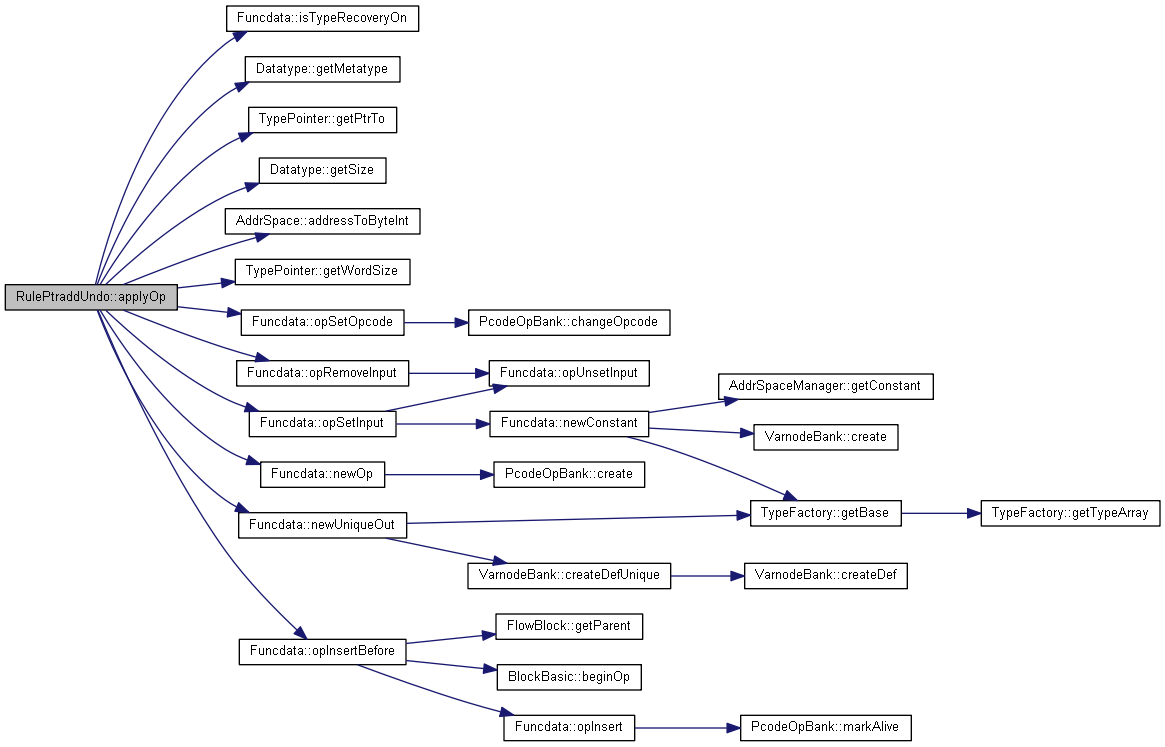 Funcdata::isTypeRecoveryOn
Datatype::getMetatype
TypePointer::getPtrTo
Datatype::getSize
AddrSpace::addressToByteInt
TypePointer::getWordSize
RulePtraddUndo::applyOp
Funcdata::opSetOpcode
PcodeOpBank::changeOpcode
Funcdata::opRemoveInput
Funcdata::opUnsetInput
AddrSpaceManager::getConstant
Funcdata::opSetInput
Funcdata::newConstant
VarnodeBank::create
Funcdata::newOp
PcodeOpBank::create
TypeFactory::getBase
TypeFactory::getTypeArray
Funcdata::newUniqueOut
VarnodeBank::createDefUnique
VarnodeBank::createDef
FlowBlock::getParent
Funcdata::opInsertBefore
BlockBasic::beginOp
Funcdata::opInsert
PcodeOpBank::markAlive